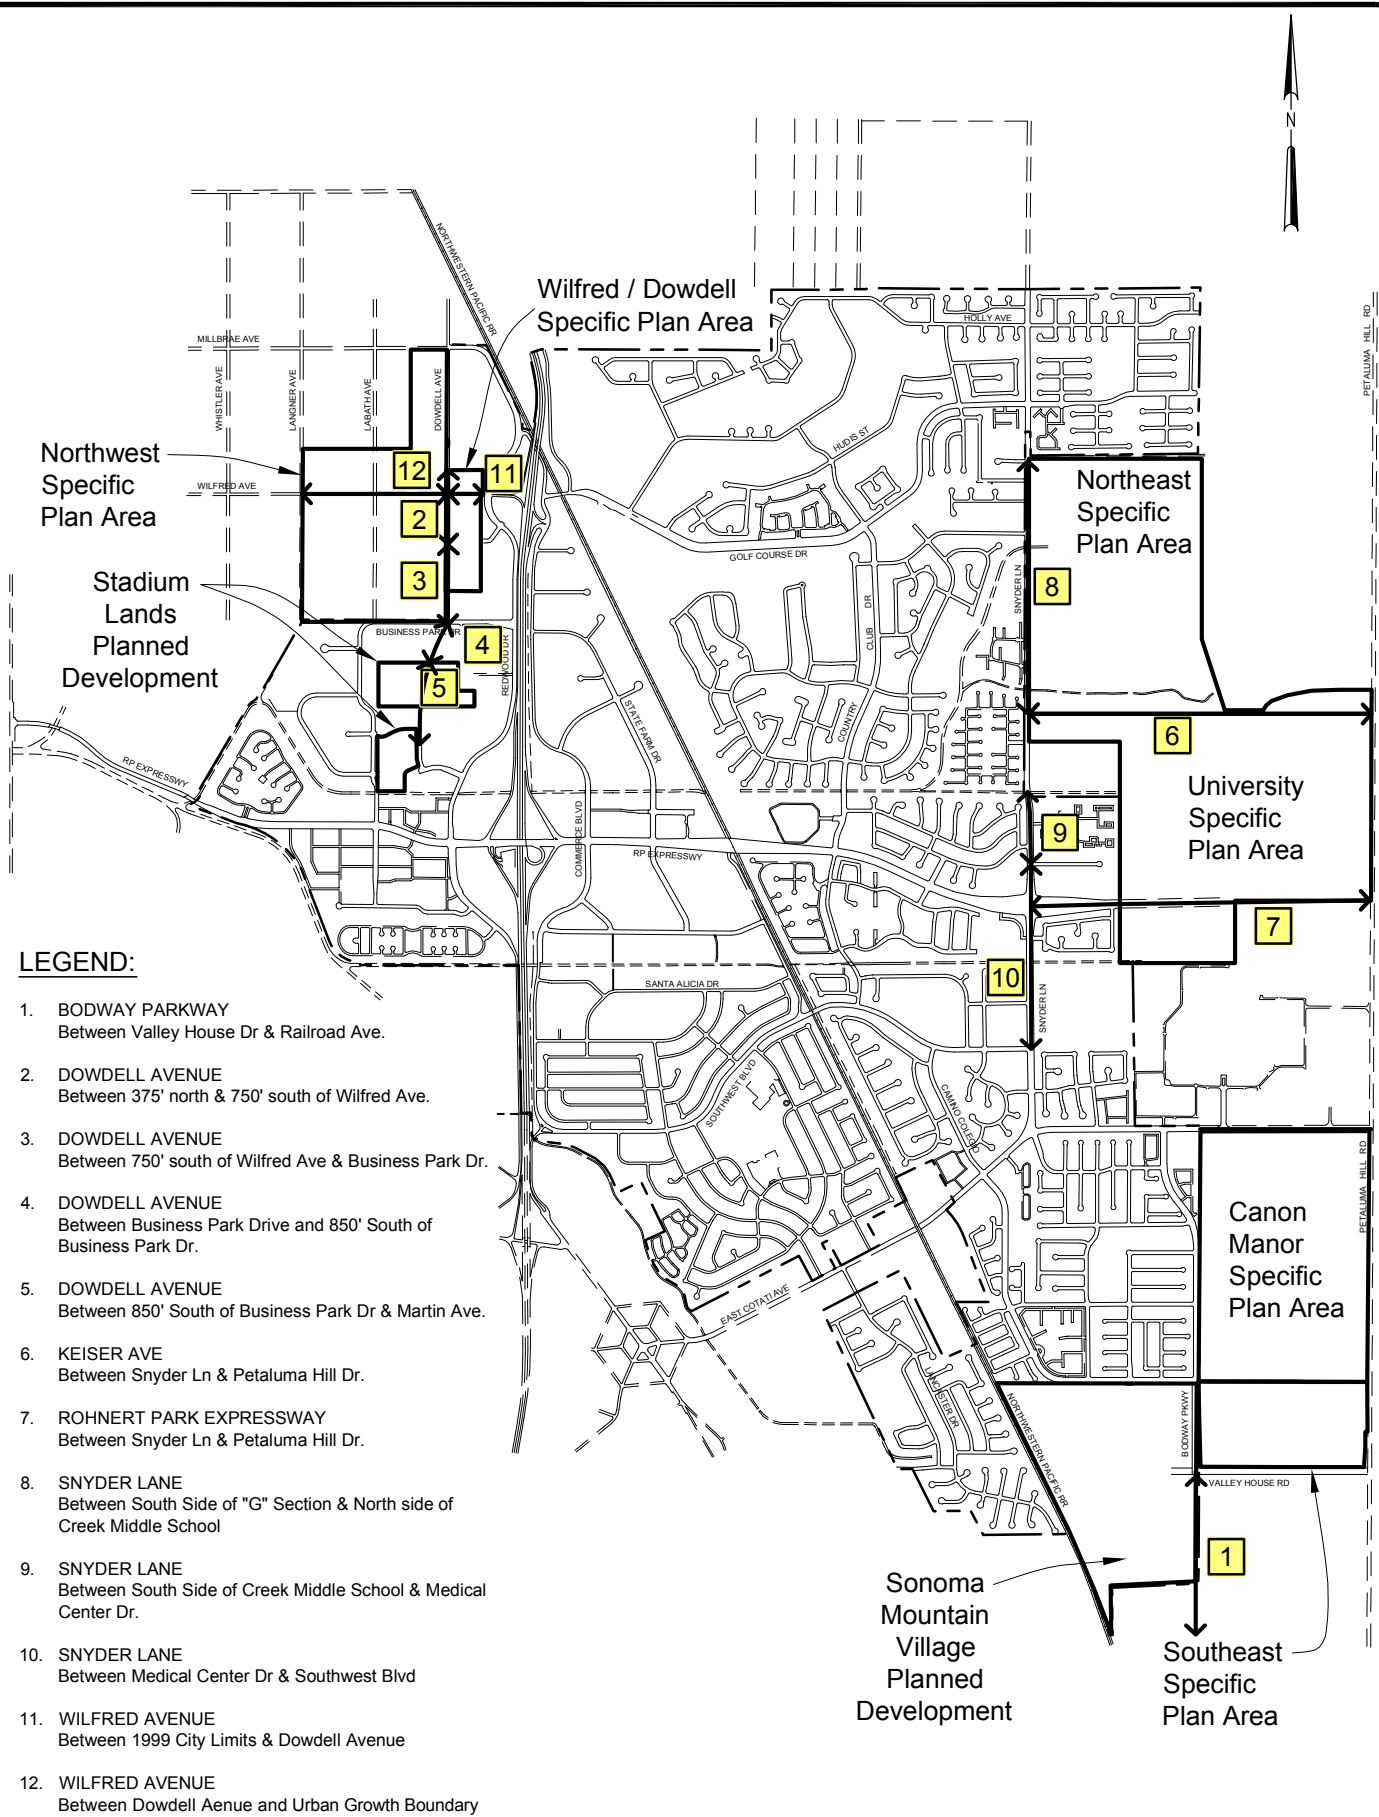 N
NORTHWESTERN PACIFIC RR
Wilfred / Dowdell
Specific Plan Area
HOLLY AVE
PETALUMA HILL RD
MILLBRAE AVE
WHISTLER AVE
LANGNER AVE
LABATH AVE
DOWDELL AVE
HUDIS ST
Northwest
Specific
Plan Area
12
11
WILFRED AVE
2
Northeast
Specific
Plan Area
GOLF COURSE DR
Stadium
Lands
Planned
Development
3
8
SNYDER LN
CLUB DR
BUSINESS PARK DR
4
REDWOOD DR
5
STATE FARM DR
COUNTRY
6
RP EXPRESSWY
University
Specific
Plan Area
COMMERCE BLVD
RP EXPRESSWY
9
7
LEGEND:
10
SANTA ALICIA DR
SNYDER LN
1. BODWAY PARKWAY
Between Valley House Dr & Railroad Ave.
2. DOWDELL AVENUE
Between 375' north & 750' south of Wilfred Ave.
3. DOWDELL AVENUE
Between 750' south of Wilfred Ave & Business Park Dr.
4. DOWDELL AVENUE
Between Business Park Drive and 850' South of
Business Park Dr.
5. DOWDELL AVENUE
Between 850' South of Business Park Dr & Martin Ave.
6. KEISER AVE
Between Snyder Ln & Petaluma Hill Dr.
7. ROHNERT PARK EXPRESSWAY
Between Snyder Ln & Petaluma Hill Dr.
8. SNYDER LANE
Between South Side of "G" Section & North side of
Creek Middle School
9. SNYDER LANE
Between South Side of Creek Middle School & Medical
Center Dr.
10. SNYDER LANE
Between Medical Center Dr & Southwest Blvd
11. WILFRED AVENUE
Between 1999 City Limits & Dowdell Avenue
12. WILFRED AVENUE
Between Dowdell Aenue and Urban Growth Boundary
SOUTHWEST BLVD
CAMINO COLEGIO
PETALUMA HILL RD
Canon
Manor
Specific
Plan Area
EAST COTATI AVE
LANCASTER DR
NORTHWESTERN PACIFIC RR
BODWAY PKWY
VALLEY HOUSE RD
1
Sonoma
Mountain
Village
Planned
Development
Southeast
Specific
Plan Area